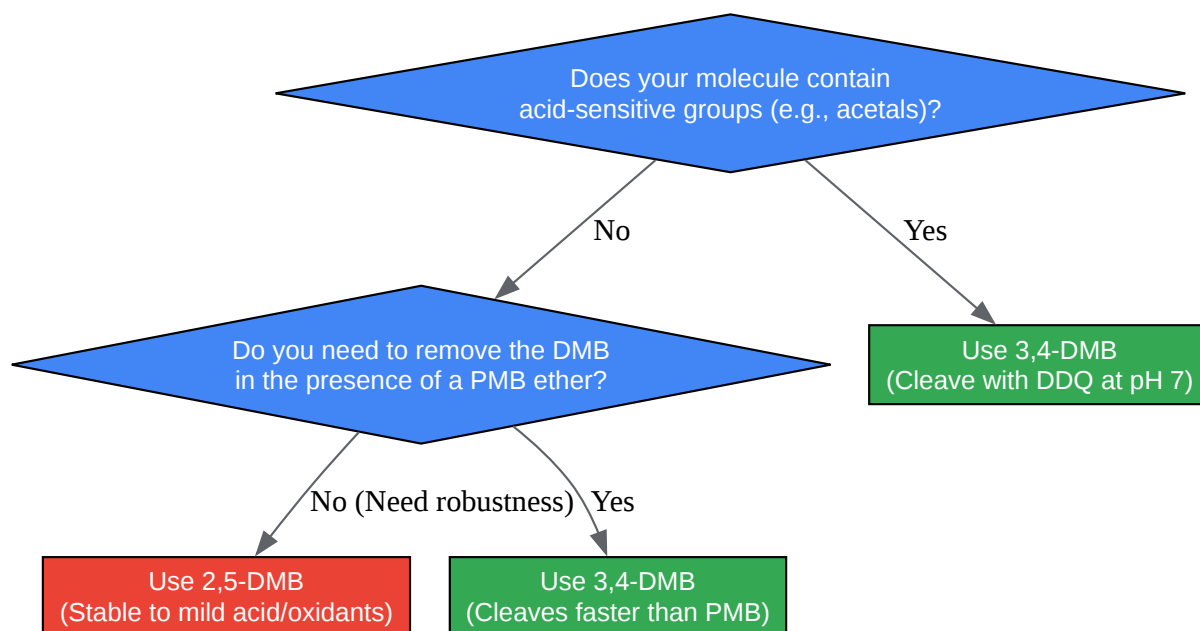 Does your molecule contain
acid-sensitive groups (e.g., acetals)?
No
Yes
Do you need to remove the DMB
in the presence of a PMB ether?
Use 3,4-DMB
(Cleave with DDQ at pH 7)
No (Need robustness)
Yes
Use 2,5-DMB
(Stable to mild acid/oxidants)
Use 3,4-DMB
(Cleaves faster than PMB)